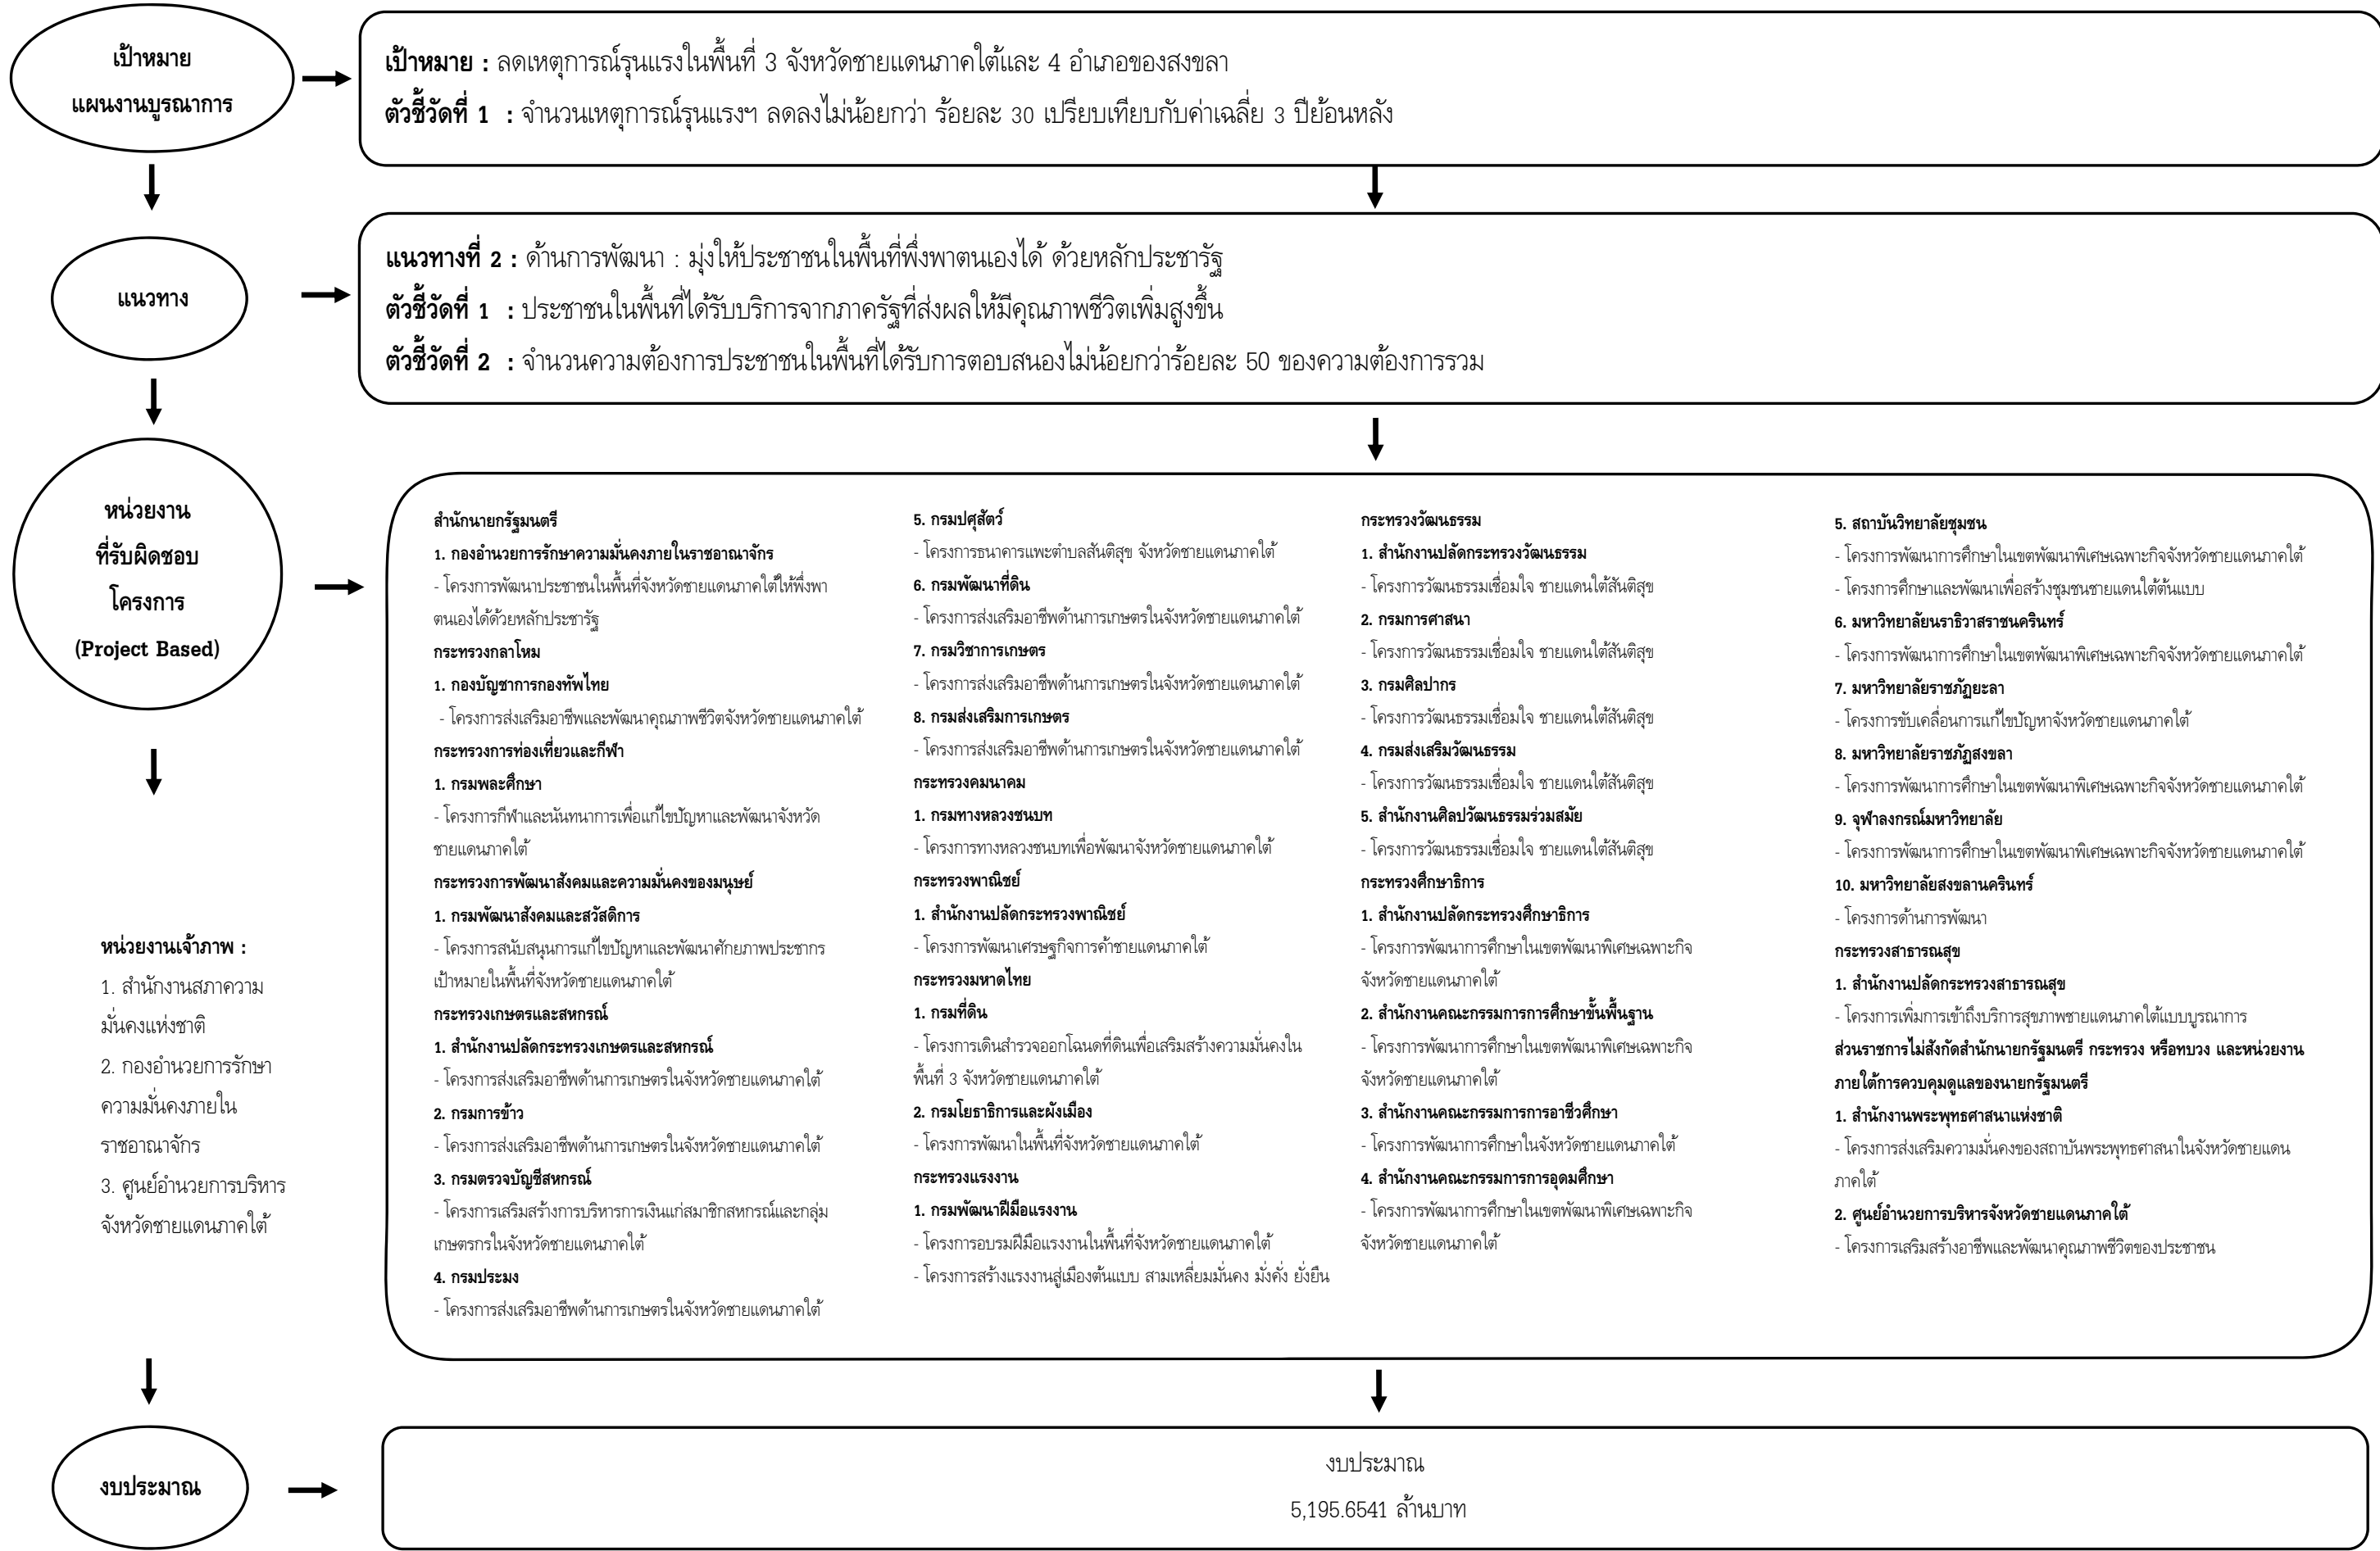 เป้าหมาย
แผนงานบูรณาการ
เป้าหมาย : ลดเหตุการณ์รุนแรงในพื้นที่ 3 จังหวัดชายแดนภาคใต้และ 4 อำเภอของสงขลา
ตัวชี้วัดที่ 1 : จำนวนเหตุการณ์รุนแรงฯ ลดลงไม่น้อยกว่า ร้อยละ 30 เปรียบเทียบกับค่าเฉลี่ย 3 ปีย้อนหลัง
แนวทาง
แนวทางที่ 2 : ด้านการพัฒนา : มุ่งให้ประชาชนในพื้นที่พึ่งพาตนเองได้ ด้วยหลักประชารัฐ
ตัวชี้วัดที่ 1 : ประชาชนในพื้นที่ได้รับบริการจากภาครัฐที่ส่งผลให้มีคุณภาพชีวิตเพิ่มสูงขึ้น
ตัวชี้วัดที่ 2 : จำนวนความต้องการประชาชนในพื้นที่ได้รับการตอบสนองไม่น้อยกว่าร้อยละ 50 ของความต้องการรวม
หน่วยงาน
ที่รับผิดชอบ
โครงการ
(Project Based)
สำนักนายกรัฐมนตรี
1. กองอำนวยการรักษาความมั่นคงภายในราชอาณาจักร
- โครงการพัฒนาประชาชนในพื้นที่จังหวัดชายแดนภาคใต้ให้พึ่งพา
ตนเองได้ด้วยหลักประชารัฐ
กระทรวงกลาโหม
1. กองบัญชาการกองทัพไทย
- โครงการส่งเสริมอาชีพและพัฒนาคุณภาพชีวิตจังหวัดชายแดนภาคใต้
กระทรวงการท่องเที่ยวและกีฬา
1. กรมพละศึกษา
- โครงการกีฬาและนันทนาการเพื่อแก้ไขปัญหาและพัฒนาจังหวัด
ชายแดนภาคใต้
กระทรวงการพัฒนาสังคมและความมั่นคงของมนุษย์
1. กรมพัฒนาสังคมและสวัสดิการ
- โครงการสนับสนุนการแก้ไขปัญหาและพัฒนาศักยภาพประชากร
เป้าหมายในพื้นที่จังหวัดชายแดนภาคใต้
กระทรวงเกษตรและสหกรณ์
1. สำนักงานปลัดกระทรวงเกษตรและสหกรณ์
- โครงการส่งเสริมอาชีพด้านการเกษตรในจังหวัดชายแดนภาคใต้
2. กรมการข้าว
- โครงการส่งเสริมอาชีพด้านการเกษตรในจังหวัดชายแดนภาคใต้
3. กรมตรวจบัญชีสหกรณ์
- โครงการเสริมสร้างการบริหารการเงินแก่สมาชิกสหกรณ์และกลุ่ม
เกษตรกรในจังหวัดชายแดนภาคใต้
4. กรมประมง
- โครงการส่งเสริมอาชีพด้านการเกษตรในจังหวัดชายแดนภาคใต้
5. กรมปศุสัตว์
- โครงการธนาคารแพะตำบลสันติสุข จังหวัดชายแดนภาคใต้
6. กรมพัฒนาที่ดิน
- โครงการส่งเสริมอาชีพด้านการเกษตรในจังหวัดชายแดนภาคใต้
7. กรมวิชาการเกษตร
- โครงการส่งเสริมอาชีพด้านการเกษตรในจังหวัดชายแดนภาคใต้
8. กรมส่งเสริมการเกษตร
- โครงการส่งเสริมอาชีพด้านการเกษตรในจังหวัดชายแดนภาคใต้
กระทรวงคมนาคม
1. กรมทางหลวงชนบท
- โครงการทางหลวงชนบทเพื่อพัฒนาจังหวัดชายแดนภาคใต้
กระทรวงพาณิชย์
1. สำนักงานปลัดกระทรวงพาณิชย์
- โครงการพัฒนาเศรษฐกิจการค้าชายแดนภาคใต้
กระทรวงมหาดไทย
1. กรมที่ดิน
- โครงการเดินสำรวจออกโฉนดที่ดินเพื่อเสริมสร้างความมั่นคงใน
พื้นที่ 3 จังหวัดชายแดนภาคใต้
2. กรมโยธาธิการและผังเมือง
- โครงการพัฒนาในพื้นที่จังหวัดชายแดนภาคใต้
กระทรวงแรงงาน
1. กรมพัฒนาฝีมือแรงงาน
- โครงการอบรมฝีมือแรงงานในพื้นที่จังหวัดชายแดนภาคใต้
- โครงการสร้างแรงงานสู่เมืองต้นแบบ สามเหลี่ยมมั่นคง มั่งคั่ง ยั่งยืน
กระทรวงวัฒนธรรม
1. สำนักงานปลัดกระทรวงวัฒนธรรม
- โครงการวัฒนธรรมเชื่อมใจ ชายแดนใต้สันติสุข
2. กรมการศาสนา
- โครงการวัฒนธรรมเชื่อมใจ ชายแดนใต้สันติสุข
3. กรมศิลปากร
- โครงการวัฒนธรรมเชื่อมใจ ชายแดนใต้สันติสุข
4. กรมส่งเสริมวัฒนธรรม
- โครงการวัฒนธรรมเชื่อมใจ ชายแดนใต้สันติสุข
5. สำนักงานศิลปวัฒนธรรมร่วมสมัย
- โครงการวัฒนธรรมเชื่อมใจ ชายแดนใต้สันติสุข
กระทรวงศึกษาธิการ
1. สำนักงานปลัดกระทรวงศึกษาธิการ
- โครงการพัฒนาการศึกษาในเขตพัฒนาพิเศษเฉพาะกิจ
จังหวัดชายแดนภาคใต้
2. สำนักงานคณะกรรมการการศึกษาขั้นพื้นฐาน
- โครงการพัฒนาการศึกษาในเขตพัฒนาพิเศษเฉพาะกิจ
จังหวัดชายแดนภาคใต้
3. สำนักงานคณะกรรมการการอาชีวศึกษา
- โครงการพัฒนาการศึกษาในจังหวัดชายแดนภาคใต้
4. สำนักงานคณะกรรมการการอุดมศึกษา
- โครงการพัฒนาการศึกษาในเขตพัฒนาพิเศษเฉพาะกิจ
จังหวัดชายแดนภาคใต้
5. สถาบันวิทยาลัยชุมชน
- โครงการพัฒนาการศึกษาในเขตพัฒนาพิเศษเฉพาะกิจจังหวัดชายแดนภาคใต้
- โครงการศึกษาและพัฒนาเพื่อสร้างชุมชนชายแดนใต้ต้นแบบ
6. มหาวิทยาลัยนราธิวาสราชนครินทร์
- โครงการพัฒนาการศึกษาในเขตพัฒนาพิเศษเฉพาะกิจจังหวัดชายแดนภาคใต้
7. มหาวิทยาลัยราชภัฏยะลา
- โครงการขับเคลื่อนการแก้ไขปัญหาจังหวัดชายแดนภาคใต้
8. มหาวิทยาลัยราชภัฏสงขลา
- โครงการพัฒนาการศึกษาในเขตพัฒนาพิเศษเฉพาะกิจจังหวัดชายแดนภาคใต้
9. จุฬาลงกรณ์มหาวิทยาลัย
- โครงการพัฒนาการศึกษาในเขตพัฒนาพิเศษเฉพาะกิจจังหวัดชายแดนภาคใต้
10. มหาวิทยาลัยสงขลานครินทร์
- โครงการด้านการพัฒนา
กระทรวงสาธารณสุข
1. สำนักงานปลัดกระทรวงสาธารณสุข
- โครงการเพิ่มการเข้าถึงบริการสุขภาพชายแดนภาคใต้แบบบูรณาการ
ส่วนราชการไม่สังกัดสำนักนายกรัฐมนตรี กระทรวง หรือทบวง และหน่วยงาน
ภายใต้การควบคุมดูแลของนายกรัฐมนตรี
1. สำนักงานพระพุทธศาสนาแห่งชาติ
- โครงการส่งเสริมความมั่นคงของสถาบันพระพุทธศาสนาในจังหวัดชายแดน
ภาคใต้
2. ศูนย์อำนวยการบริหารจังหวัดชายแดนภาคใต้
- โครงการเสริมสร้างอาชีพและพัฒนาคุณภาพชีวิตของประชาชน
หน่วยงานเจ้าภาพ :
1. สำนักงานสภาความ
มั่นคงแห่งชาติ
2. กองอำนวยการรักษา
ความมั่นคงภายใน
ราชอาณาจักร
3. ศูนย์อำนวยการบริหาร
จังหวัดชายแดนภาคใต้
งบประมาณ
งบประมาณ
5,195.6541 ล้านบาท